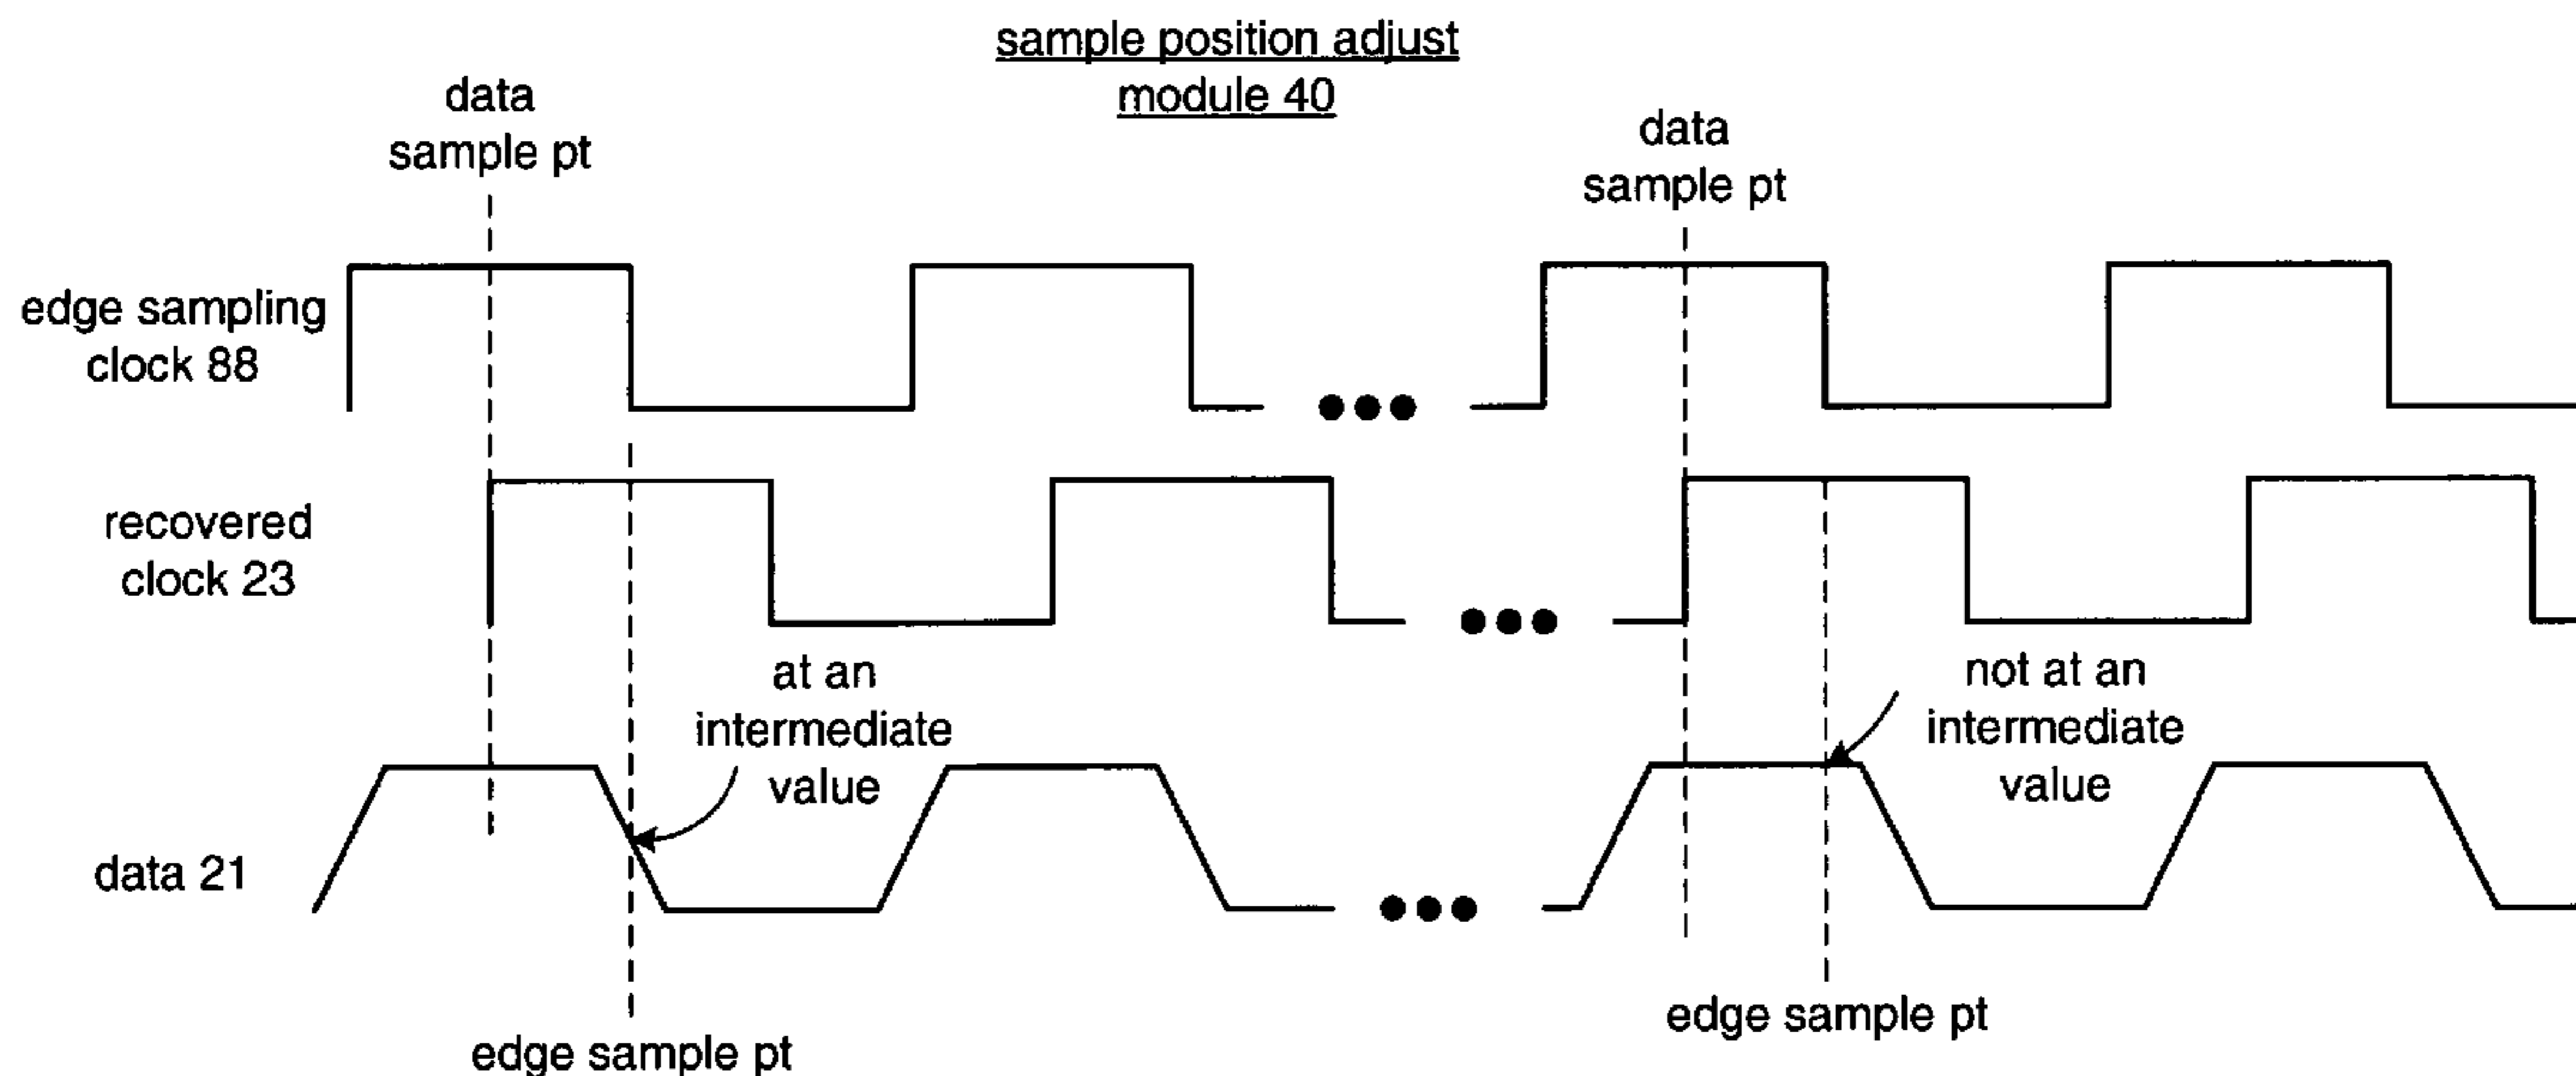 sample position adjust
module 40
data
sample pt
data
sample pt
edge sampling
clock 88
recovered
clock 23
at an
intermediate
value
not at an
intermediate
value
data 21
edge sample pt
edge sample pt